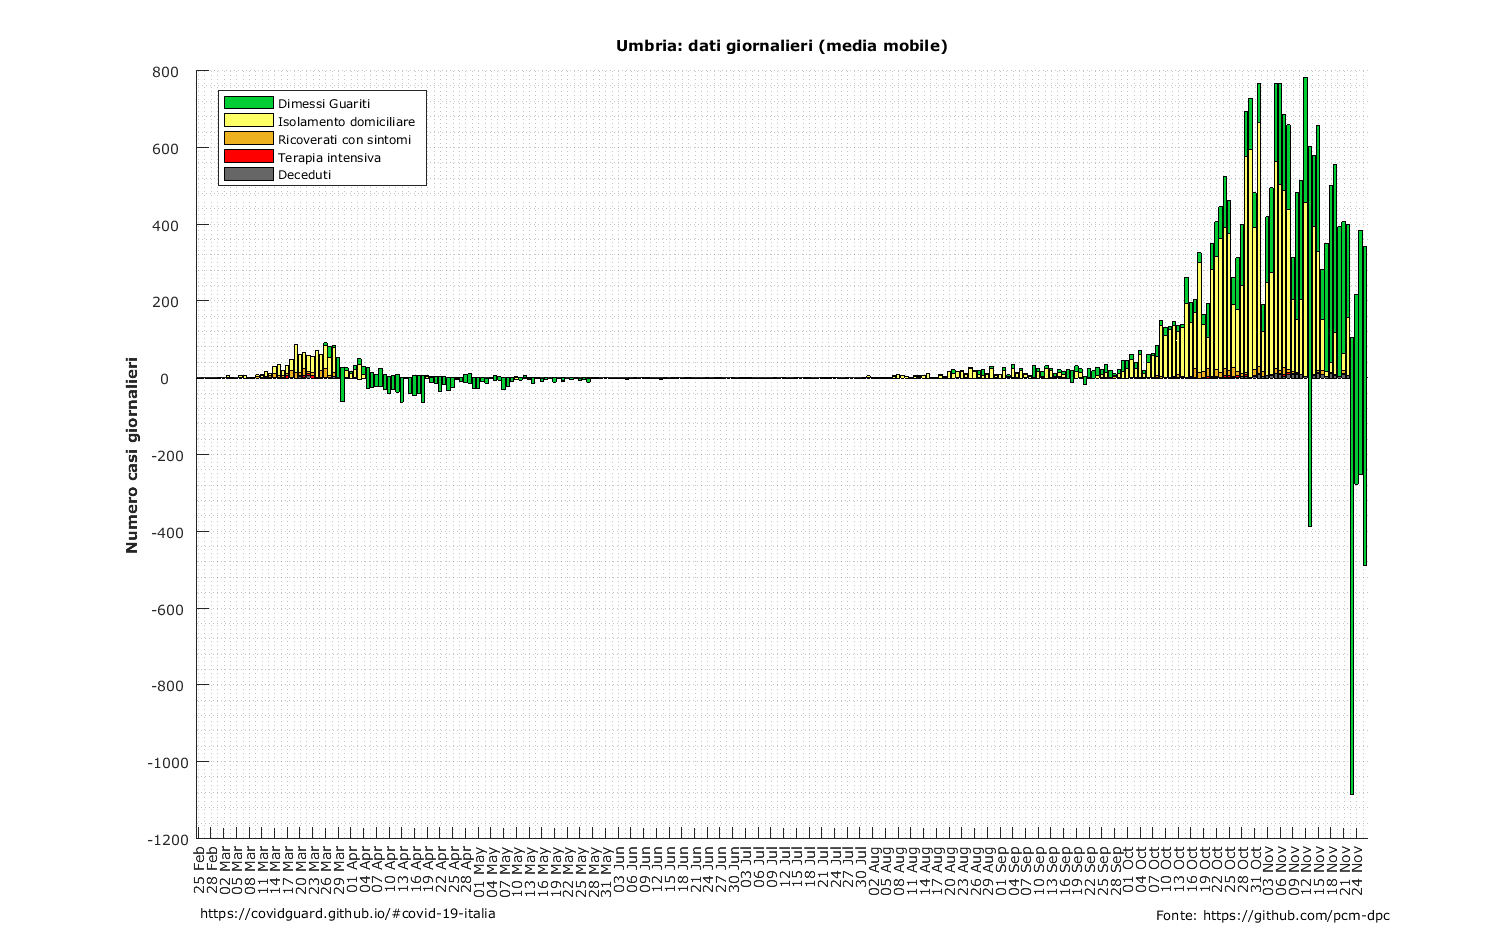 Umbria: dati giornalieri (media mobile)
Numero casi giornalieri
800
600
400
200
0
-200
-400
-600
-800
-1000
-1200
Dimessi Guariti
Isolamento domiciliare
Ricoverati con sintomi
Terapia intensiva
Deceduti
25 Feb
28 Feb
02 Mar
05 Mar
08 Mar
11 Mar
14 Mar
17 Mar
20 Mar
23 Mar
26 Mar
29 Mar
01 Apr
04 Apr
07 Apr
10 Apr
13 Apr
16 Apr
19 Apr
22 Apr
25 Apr
28 Apr
01 May
04 May
07 May
10 May
13 May
16 May
19 May
22 May
25 May
28 May
31 May
03 Jun
06 Jun
09 Jun
12 Jun
15 Jun
18 Jun
21 Jun
24 Jun
27 Jun
30 Jun
03 Jul
06 Jul
09 Jul
12 Jul
15 Jul
18 Jul
21 Jul
24 Jul
27 Jul
30 Jul
02 Aug
05 Aug
08 Aug
11 Aug
14 Aug
17 Aug
20 Aug
23 Aug
26 Aug
29 Aug
01 Sep
04 Sep
07 Sep
10 Sep
13 Sep
16 Sep
19 Sep
22 Sep
25 Sep
28 Sep
01 Oct
04 Oct
07 Oct
10 Oct
13 Oct
16 Oct
19 Oct
22 Oct
25 Oct
28 Oct
31 Oct
03 Nov
06 Nov
09 Nov
12 Nov
15 Nov
18 Nov
21 Nov
24 Nov
https://covidguard.github.io/#covid-19-italia
Fonte: https://github.com/pcm-dpc